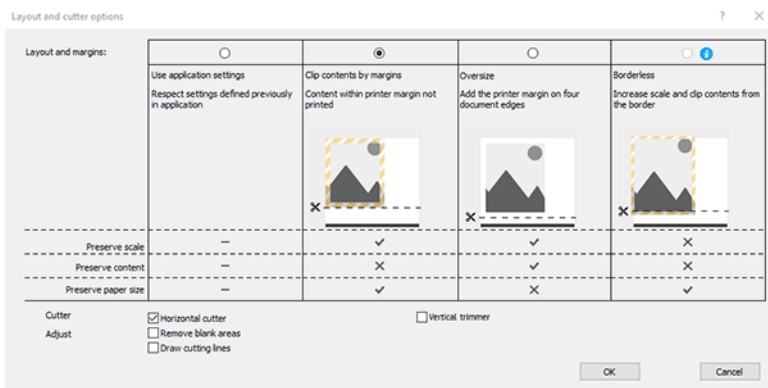 Layout and cutter options
Layout and margins:
Use application settings
Respect settings defined previously
in application
Clip contents by margins
Content within printer margin not
printed
Oversize
Add the printer margin on four
document edges
Borderless
Increase scale and clip contents from
the border
Preserve scale
Preserve content
Preserve paper size
Cutter
Horizontal cutter
Vertical trimmer
Adjust
Remove blank areas
Draw cutting lines
OK
Cancel